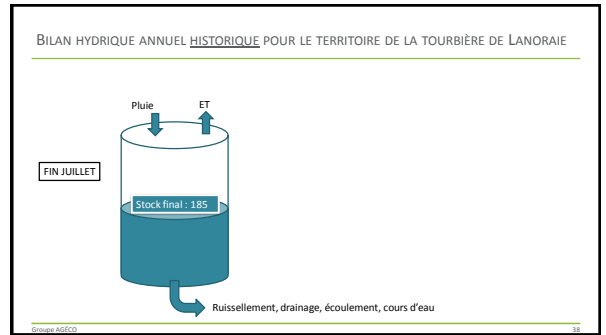 BILAN HYDRIQUE ANNUEL HISTORIQUE POUR LE TERRITOIRE DE LA TOURBIÈRE DE LANORAIE
Pluie ET
FIN JUILLET
Stock final : 185
Ruissellement, drainage, écoulement, cours d'eau
Groupe AGÉCO 38